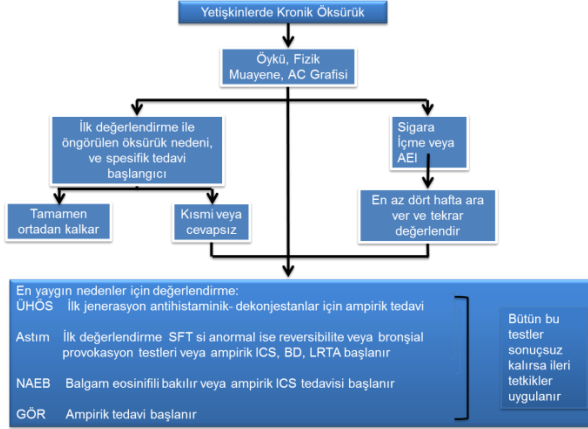 Yetişkinlerde Kronik Öksürük
Öykü, Fizik
Muayene, AC Grafisi
İlk değerlendirme ile
öngörülen öksürük nedeni,
ve spesifik tedavi
başlangıcı
Sigara
İçme veya
AEI
Tamamen
ortadan kalkar
Kısmi veya
cevapsız
En az dört hafta ara
ver ve tekrar
değerlendir
En yaygın nedenler için değerlendirme:
ÜHÖS İlk jenerasyon antihistaminik- dekonjestanlar için ampirik tedavi
Astım İlk değerlendirme SFT si anormal ise reversibilite veya bronşial
provokasyon testleri veya ampirik ICS, BD, LRTA başlanır
NAEB Balgam eosinifili bakılır veya ampirik ICS tedavisi başlanır
GÖR Ampirik tedavi başlanır
Bütün bu
testler
sonuçsuz
kalırsa ileri
tetkikler
uygulanır